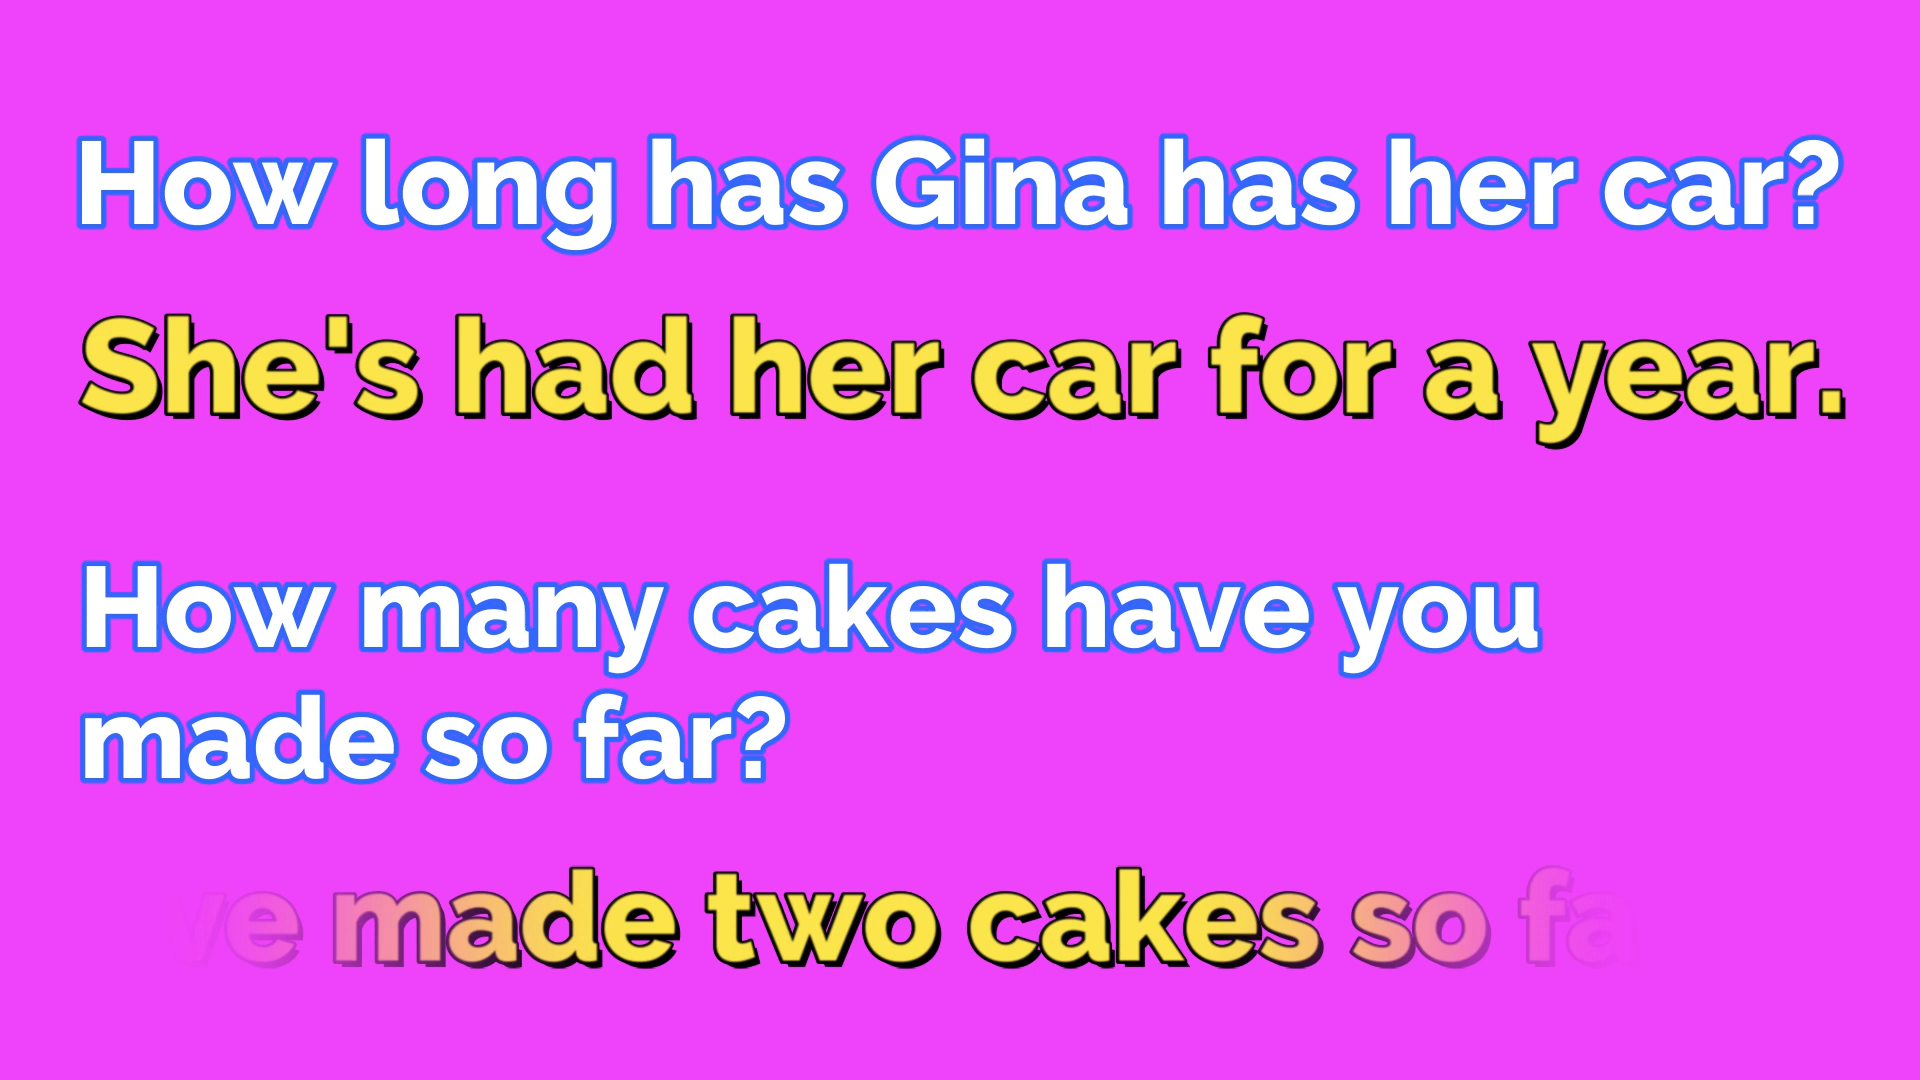 How long has Gina has her car?
She's had her car for a year.
How many cakes have you
made so far?
made two cakes so